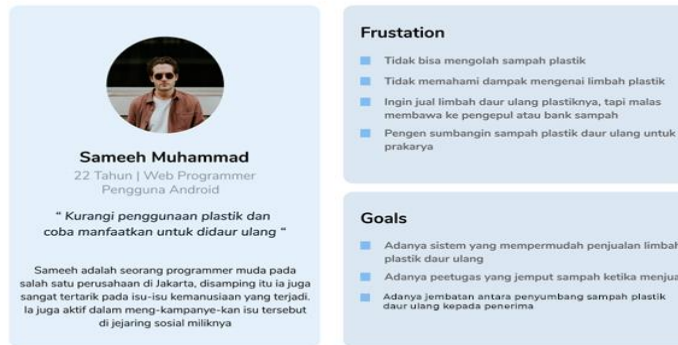 Sameeh Muhammad
22 Tahun | Web Programmer
Pengguna Android
“ Kurangi penggunaan plastik dan
coba manfaatkan untuk didaur ulang “
Sameeh adalah seorang programmer muda pada
salah satu perusahaan di Jakarta, disamping itu ia juga
sangat tertarik pada isu-isu kemanusiaan yang terjadi.
Ia juga aktif dalam meng-kampanye-kan isu tersebut
di jejaring sosial miliknya
Frustation
Tidak bisa mengolah sampah plastik
Tidak memahami dampak mengenai limbah plastik
Ingin jual limbah daur ulang plastiknya, tapi malas
membawa ke pengepul atau bank sampah
Pengen sumbangin sampah plastik daur ulang untuk
prakarya
Goals
Adanya sistem yang mempermudah penjualan limbah
plastik daur ulang
Adanya peetugas yang jemput sampah ketika menjua
Adanya jembatan antara penyumbang sampah plastik
daur ulang kepada penerima